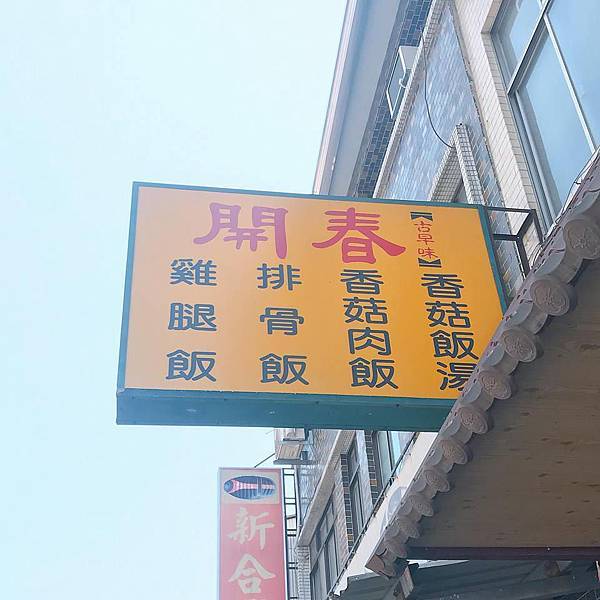 開春
【古早味】
香菇飯湯
香菇肉飯
排骨飯
雞腿飯
新合